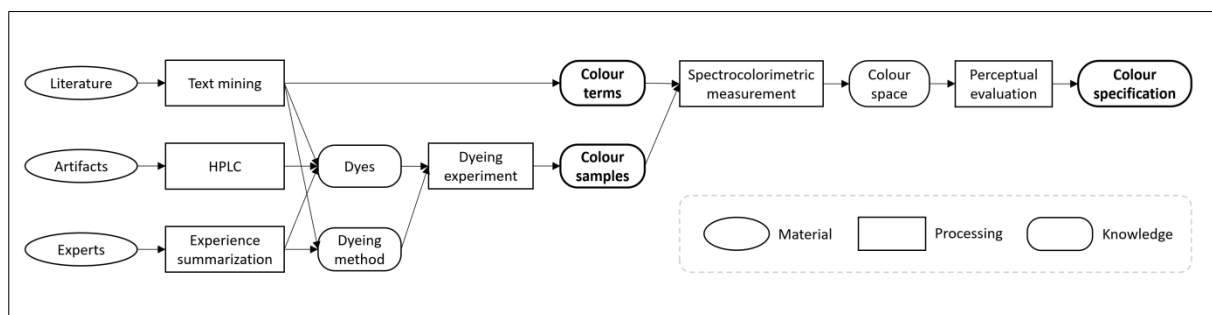 Literature
Text mining
Colour
terms
Spectrocolorimetric
measurement
Colour
space
Perceptual
evaluation
Colour
specification
Artifacts
HPLC
Dyes
Dyeing
experiment
Colour
samples
Experts
Experience
summarization
Dyeing
method
Material
Processing
Knowledge